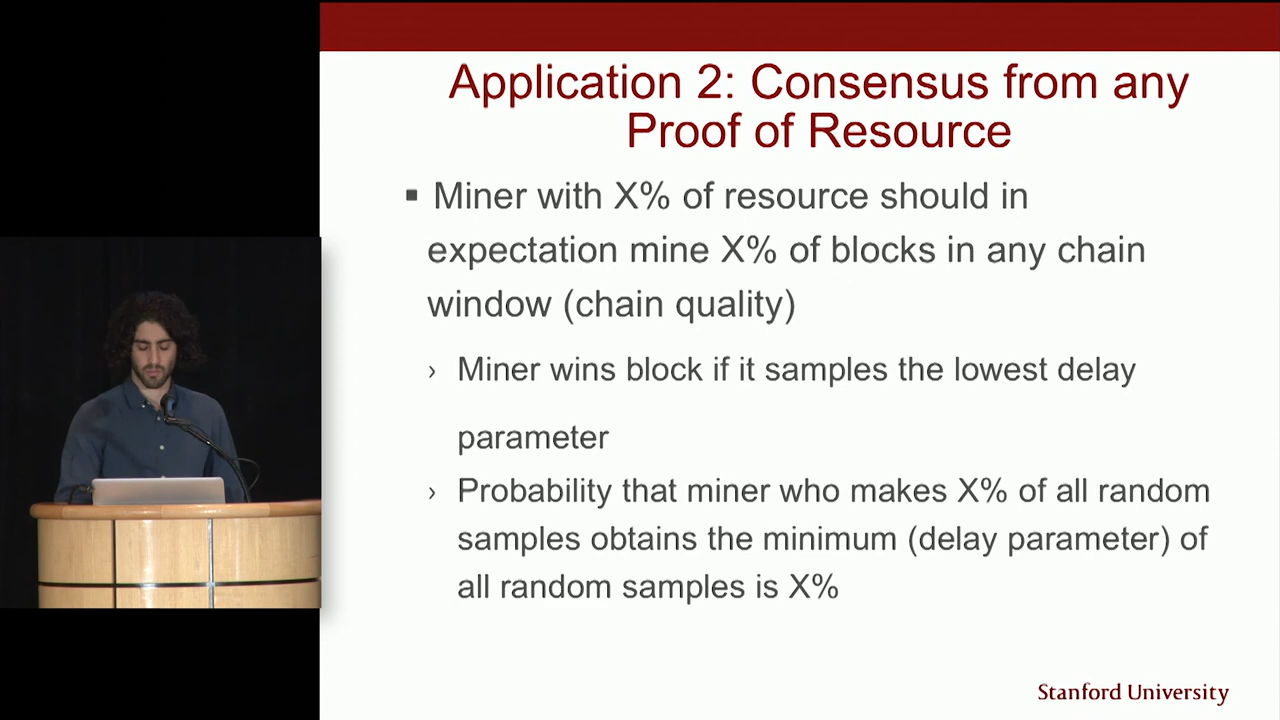 Application 2: Consensus from any
Proof of Resource
▪ Miner with X% of resource should in
expectation mine X% of blocks in any chain
window (chain quality)
› Miner wins block if it samples the lowest delay
parameter
› Probability that miner who makes X% of all random
samples obtains the minimum (delay parameter) of
all random samples is X%
Stanford University